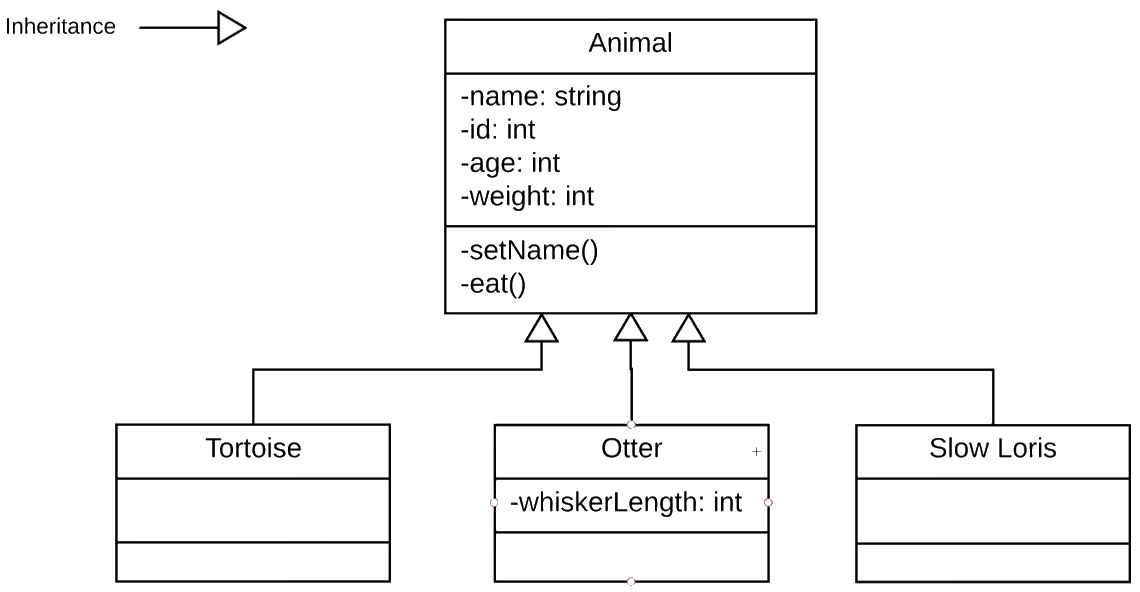 Inheritance
Animal
-name: string
-id: int
-age: int
-weight: int
-setName()
-eat()
Tortoise
Otter
-whiskerLength: int
Slow Loris